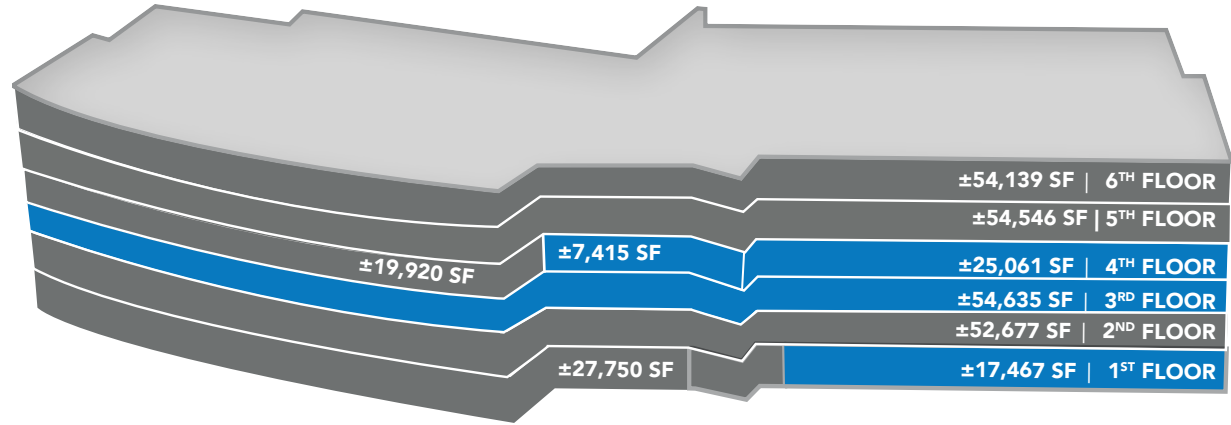 ±54,139 SF | 6TH FLOOR
±54,546 SF | 5TH FLOOR
±19,920 SF
±7,415 SF
±25,061 SF | 4TH FLOOR
±54,635 SF | 3RD FLOOR
±52,677 SF | 2ND FLOOR
±27,750 SF
±17,467 SF | 1ST FLOOR